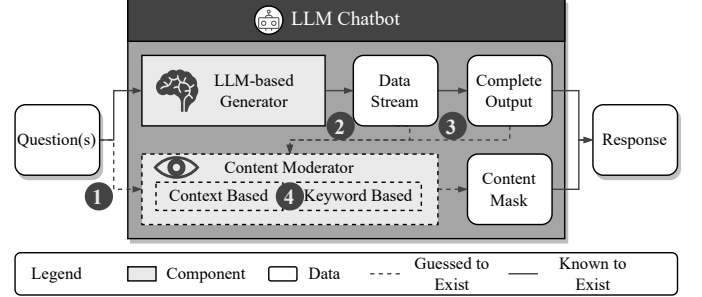 LLM Chatbot
LLM-based
Generator
Data
Stream
Complete
Output
Question(s)
Response
2
3
1
Content Moderator
Context Based
4
Keyword Based
Content
Mask
Legend
Component
Data
Guessed to
Exist
Known to
Exist